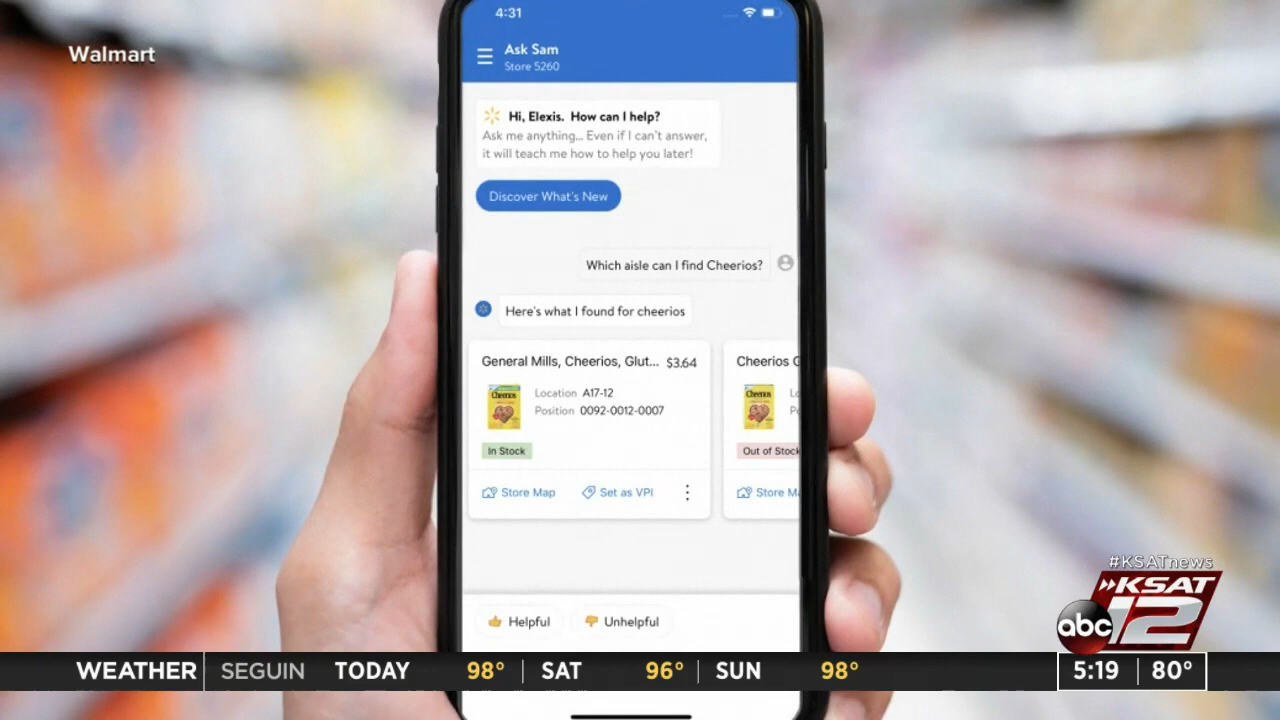 Walmart
4:31
Ask Sam
Store 5260
Hi, Elexis. How can I help?
Ask me anything... Even if I can't answer,
it will teach me how to help you later!
Discover What's New
Which aisle can I find Cheerios?
Here's what I found for cheerios
General Mills, Cheerios, Glut... $3.64
Cheerios
Location A17-12
Position 0092-0012-0007
In Stock
Store Map Set as VPI
Cheerios
Cheerios
Out of Stock
Store
Helpful Unhelpful
#KSATnews
KSAT
abc 12
WEATHER SEGUIN TODAY 98° SAT 96° SUN 98° 5:19 80°